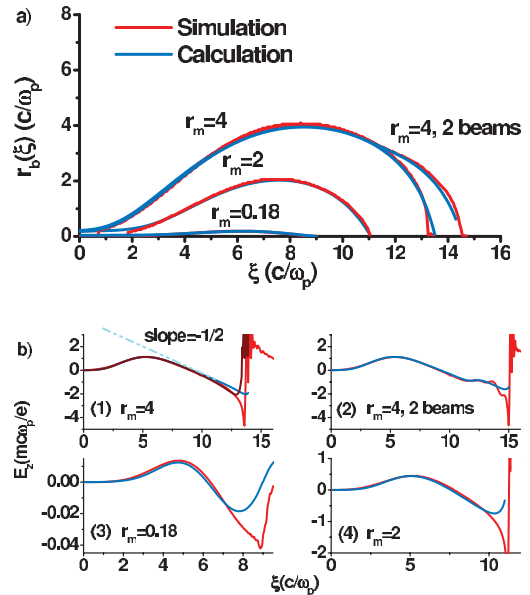 a)
Simulation
Calculation
r_b(ξ) (c/ω_p)
8
6
4
2
0
r_m=4
r_m=2
r_m=0.18
r_m=4, 2 beams
0 2 4 6 8 10 12 14 16
ξ (c/ω_p)
b)
E_z(mcω_p/e)
slope=-1/2
2
0
-2
-4
(1) r_m=4
0 5 10 15
2
0
-2
-4
(2) r_m=4, 2 beams
0 5 10 15
0.00
-0.02
-0.04
(3) r_m=0.18
0 2 4 6 8
1
0
-1
-2
(4) r_m=2
0 5 10
ξ(c/ω_p)